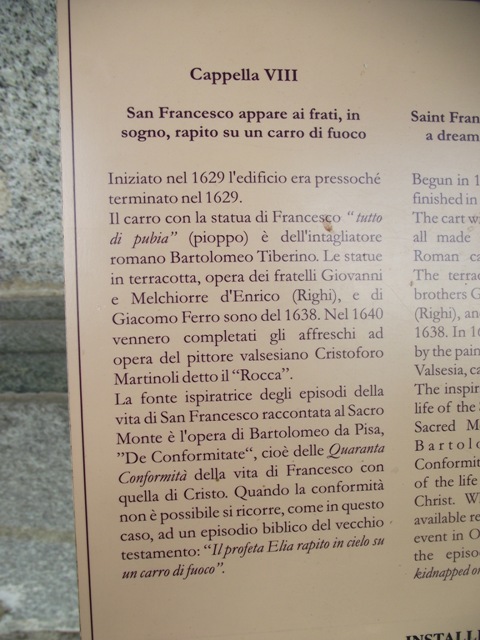 Cappella VIII
San Francesco appare ai frati, in
sogno, rapito su un carro di fuoco
Iniziato nel 1629 l'edificio era pressoché
terminato nel 1629.
Il carro con la statua di Francesco "tutto
di pubia" (pioppo) è dell'intagliatore
romano Bartolomeo Tiberino. Le statue
in terracotta, opera dei fratelli Giovanni
e Melchiorre d'Enrico (Righi), e di
Giacomo Ferro sono del 1638. Nel 1640
vennero completati gli affreschi ad
opera del pittore valsesiano Cristoforo
Martinoli detto il "Rocca".
La fonte ispiratrice degli episodi della
vita di San Francesco raccontata al Sacro
Monte è l'opera di Bartolomeo da Pisa,
"De Conformitate", cioè delle Quaranta
Conformità della vita di Francesco con
quella di Cristo. Quando la conformità
non è possibile si ricorre, come in questo
caso, ad un episodio biblico del vecchio
testamento: "Il profeta Elia rapito in cielo su
un carro di fuoco".
Saint Fran
a dream
Begun in 1
finished in
The cart w
all made
Roman ca
The terrac
brothers G
(Righi), an
1638. In 16
by the pain
Valsesia, ca
The inspir
life of the S
Sacred M
Bartolo
Conformit
of the life
Christ. W
available re
event in O
the episo
kidnapped on
INSTALL